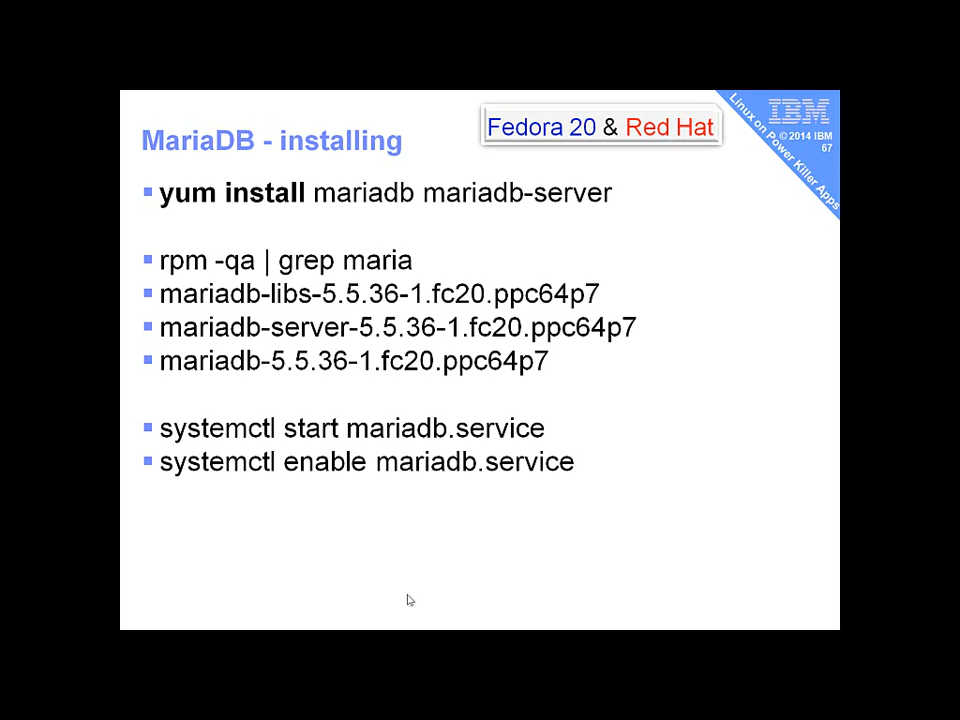 MariaDB - installing
Fedora 20 & Red Hat
Linux on Power Killer Apps
IBM
© 2014 IBM
67
yum install mariadb mariadb-server
rpm -qa | grep maria
mariadb-libs-5.5.36-1.fc20.ppc64p7
mariadb-server-5.5.36-1.fc20.ppc64p7
mariadb-5.5.36-1.fc20.ppc64p7
systemctl start mariadb.service
systemctl enable mariadb.service